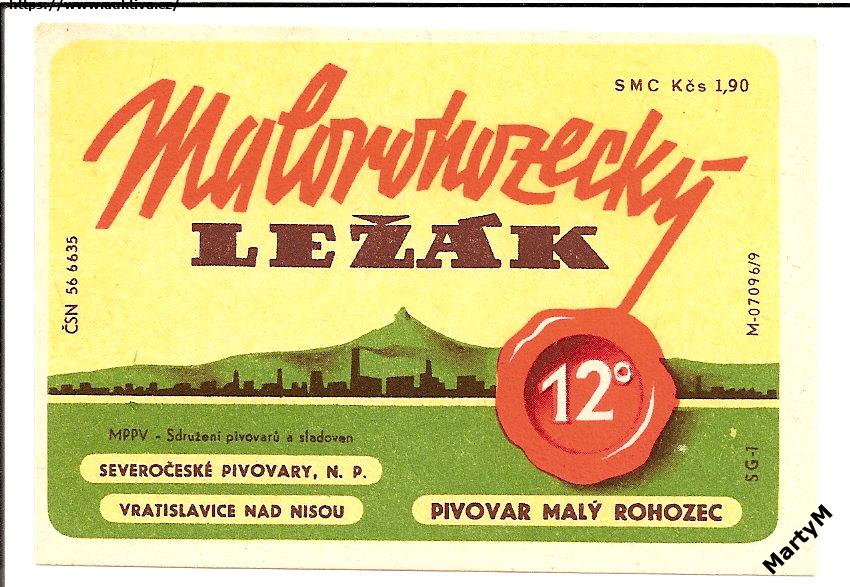 https://www.aukiva.cz/
SMC Kčs 1,90
Malorohozecký
LEŽÁK
ČSN 56 6635
M-07096/9
12°
MPPV - Sdružení pivovarů a sladoven
SEVEROČESKÉ PIVOVARY, N. P.
VRATISLAVICE NAD NISOU
PIVOVAR MALÝ ROHOZEC
SG-1
MartyM